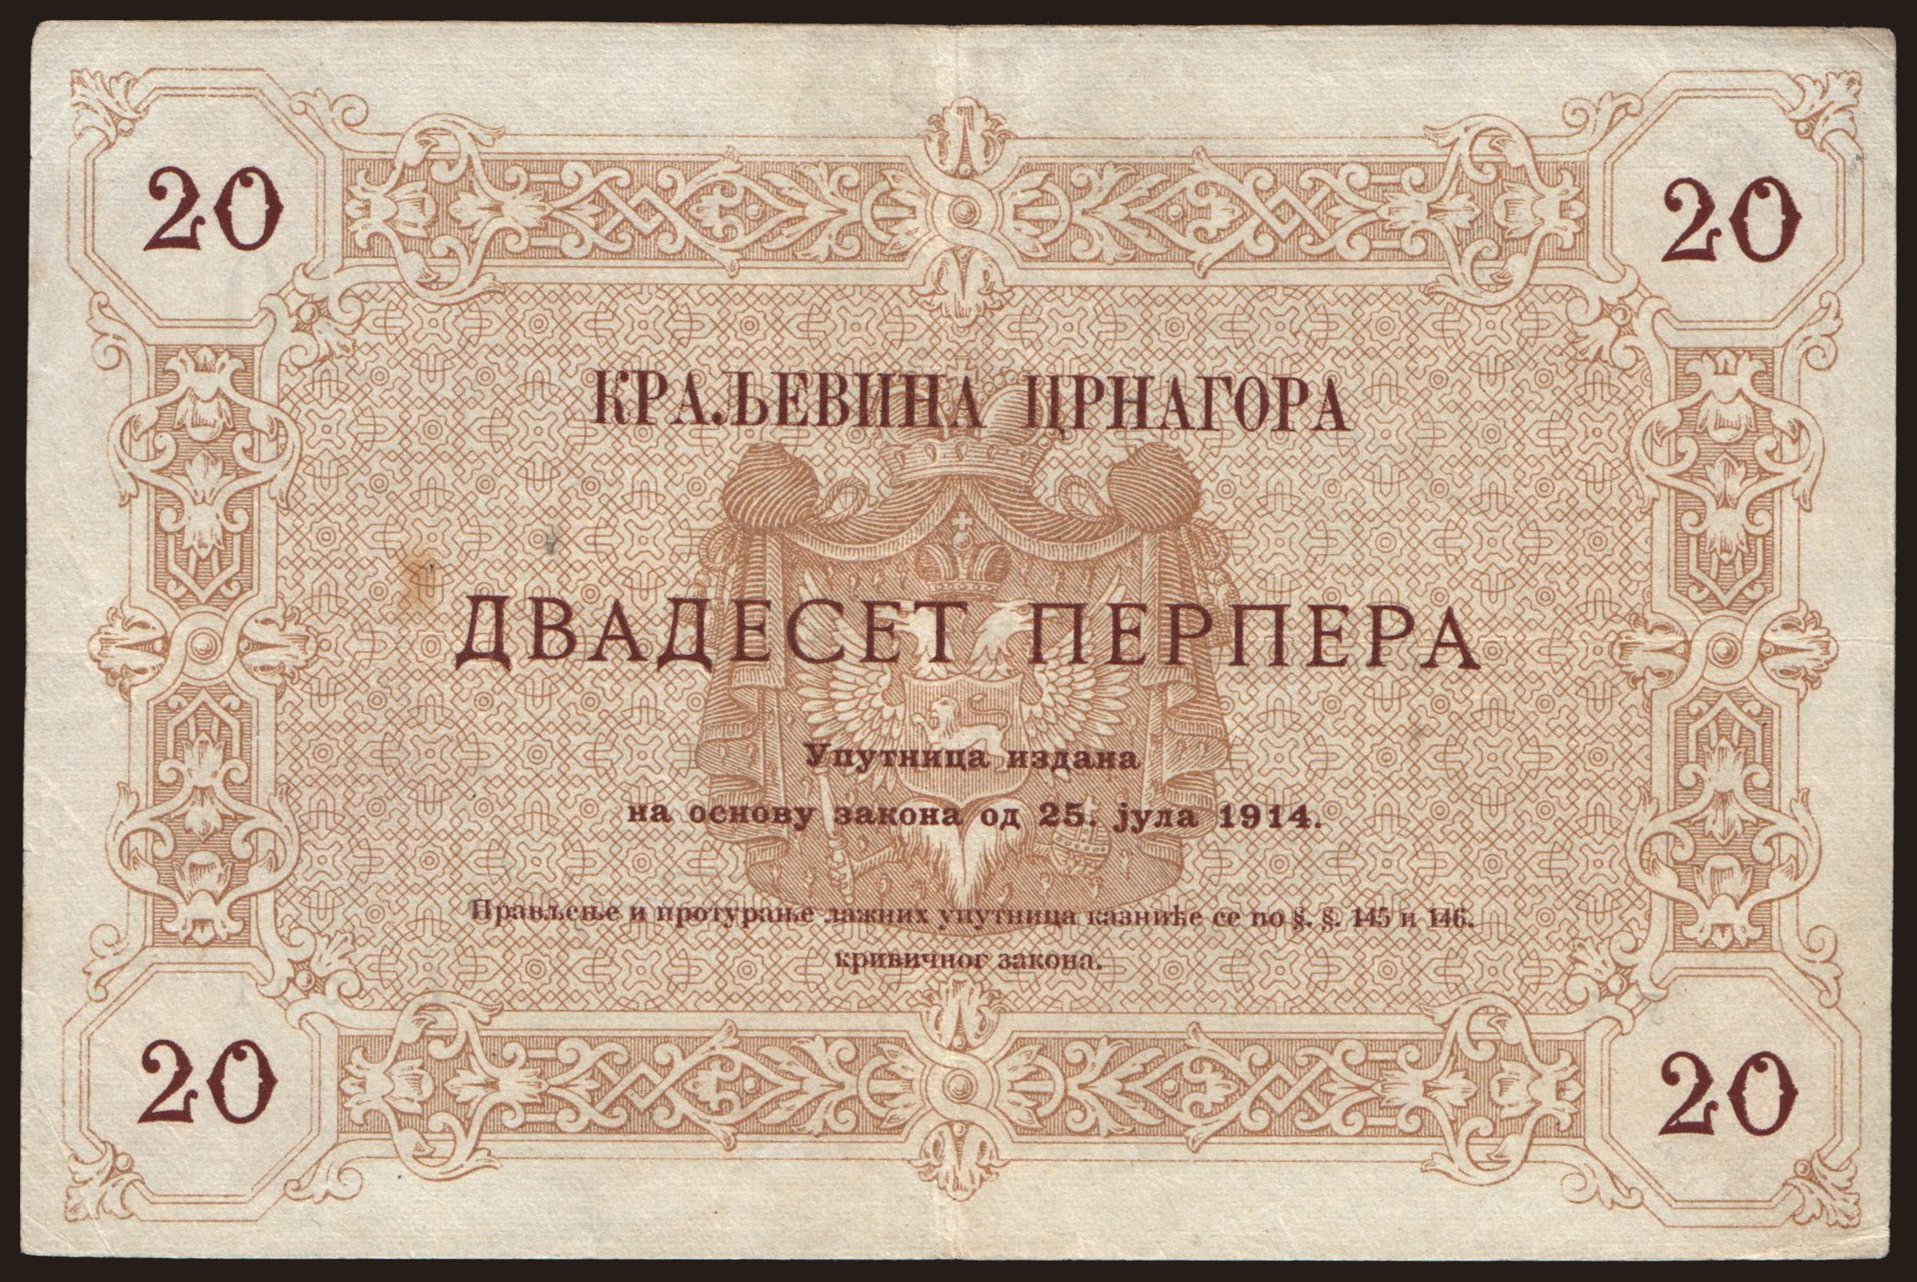 20 20
КРАЉЕВИНА ЦРНАГОРА
ДВАДЕСЕТ ПЕРПЕРА
Упутница издана
на основу закона од 25. јула 1914.
Прављење и протурање лажних упутница казниће се по §. §. 145 и 146.
кривичног закона.
20 20